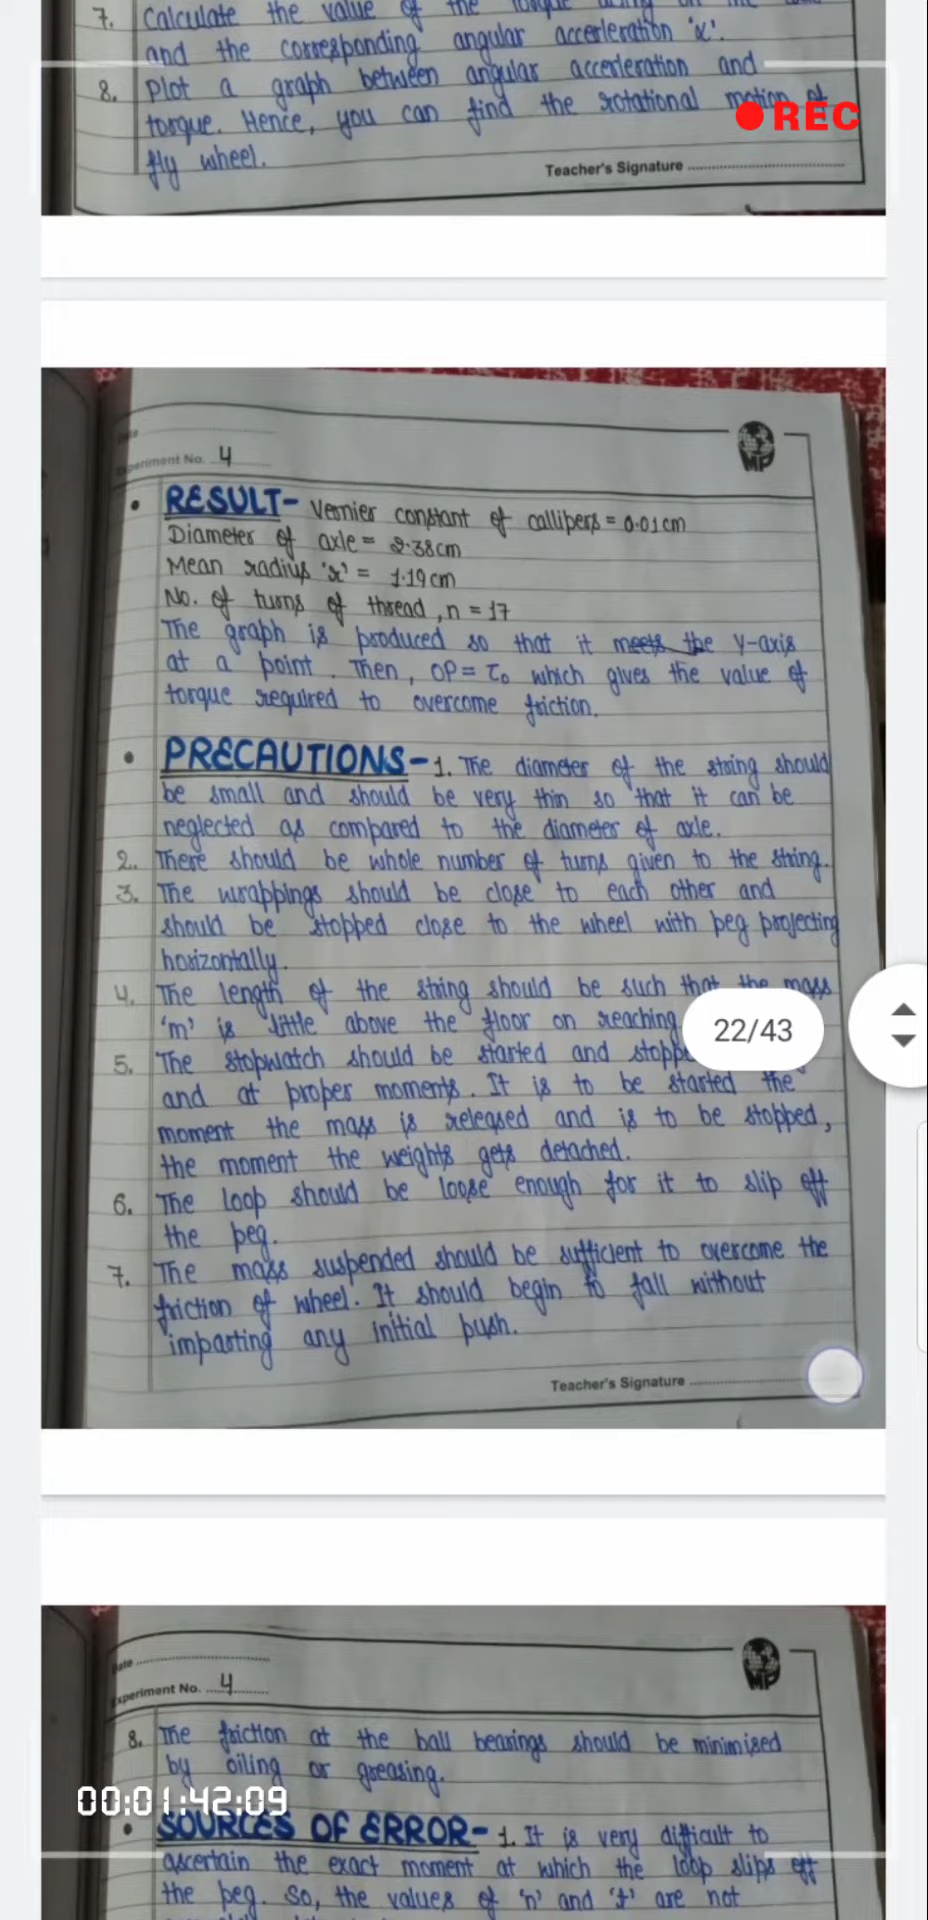 7. Calculate the value of the torque acting on the
and the corresponding angular accerleration 'α'.
8. Plot a graph between angular accerleration and
torque. Hence, you can find the rotational motion of
fly wheel.
REC
Teacher's Signature
Date
Experiment No. 4
MP
• RESULT- Vernier constant of callipers = 0.01cm
Diameter of axle = 2.38cm
Mean radius 'r' = 1.19cm
No. of turns of thread, n = 17
The graph is produced so that it meets the y-axis
at a point. Then, OP = τ₀ which gives the value of
torque required to overcome friction.
• PRECAUTIONS- 1. The diameter of the string should
be small and should be very thin so that it can be
neglected as compared to the diameter of axle.
2. There should be whole number of turns given to the string.
3. The wrappings should be close to each other and
should be stopped close to the wheel with peg projecting
horizontally.
4. The length of the string should be such that the mass
'm' is little above the floor on reaching
22/43
5. The stopwatch should be started and
and at proper moments. It is to be started the
moment the mass is released and is to be stopped,
the moment the weights gets detached.
6. The loop should be loose enough for it to slip off
the peg.
7. The mass suspended should be sufficient to overcome the
friction of wheel. It should begin to fall without
imparting any initial push.
Teacher's Signature
Date
Experiment No. 4
MP
8. The friction at the ball bearings should be minimised
by oiling or greasing.
00:01:42:09
• SOURCES OF ERROR- 1. It is very difficult to
ascertain the exact moment at which the loop slips off
the peg. So, the values of 'n' and 't' are not